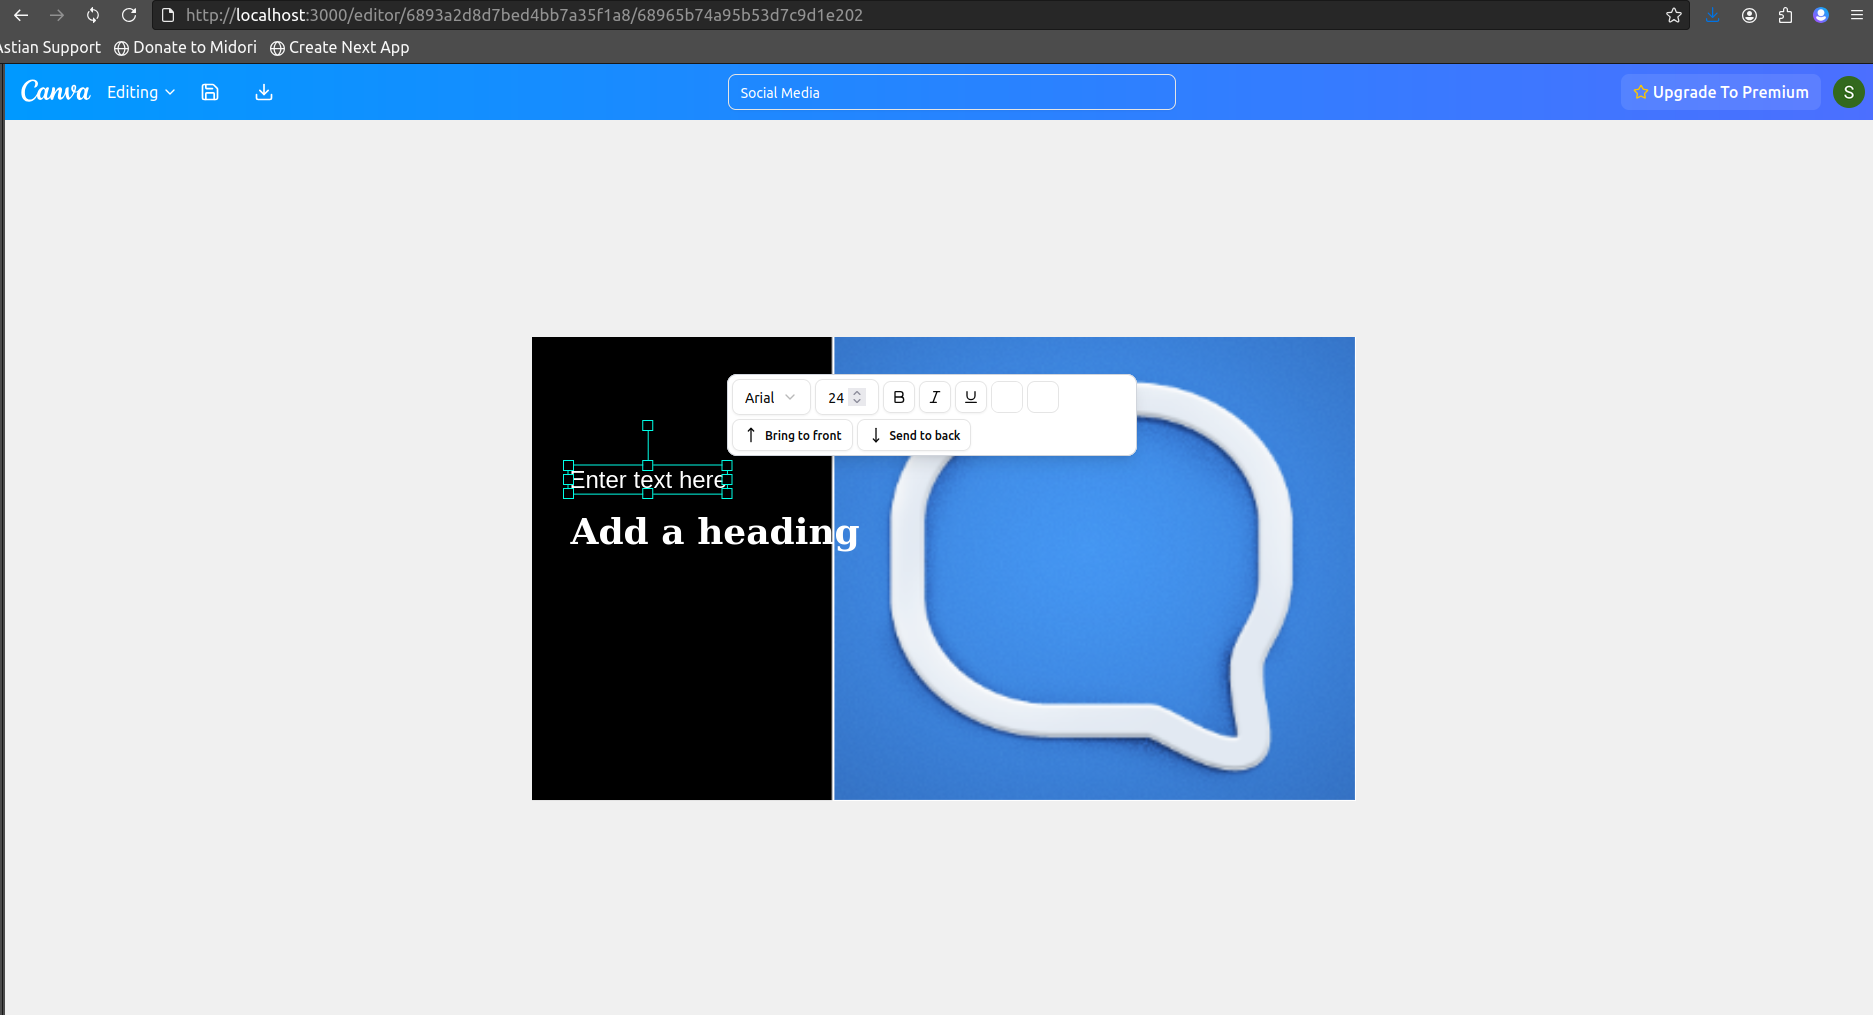 http://localhost:3000/editor/6893a2d8d7bed4bb7a35f1a8/68965b74a95b53d7c9d1e202
Astian Support Donate to Midori Create Next App
Canva Editing Social Media Upgrade To Premium S
Arial 24 B I U
Bring to front Send to back
Enter text here
Add a heading